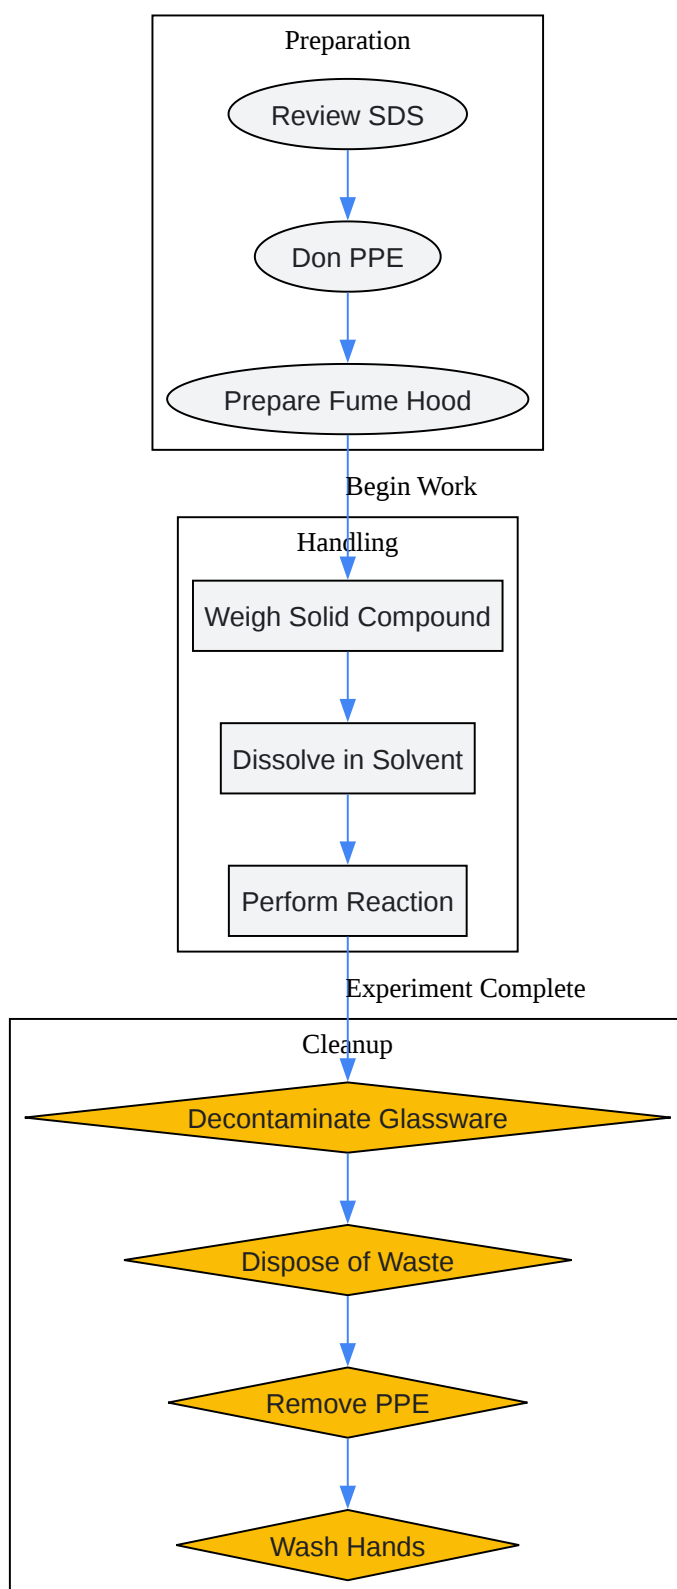 Preparation
Review SDS
Don PPE
Prepare Fume Hood
Begin Work
Handling
Weigh Solid Compound
Dissolve in Solvent
Perform Reaction
Experiment Complete
Cleanup
Decontaminate Glassware
Dispose of Waste
Remove PPE
Wash Hands